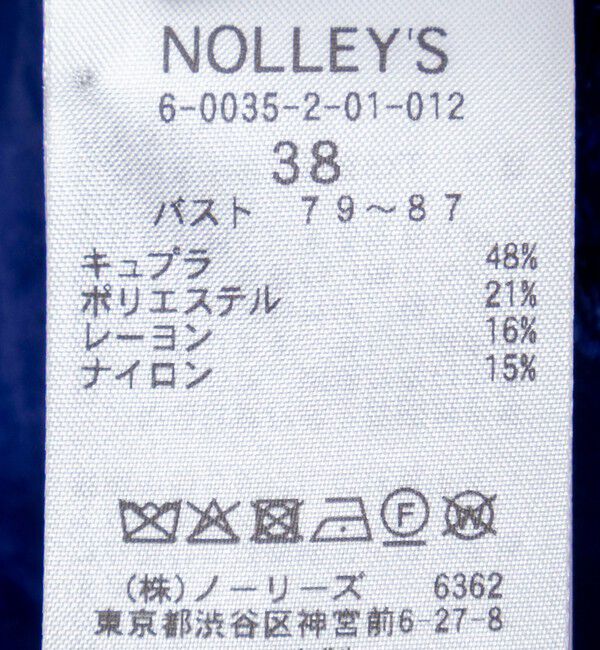 NOLLEY'S
6-0035-2-01-012
38
バスト 79~87
キュプラ 48%
ポリエステル 21%
レーヨン 16%
ナイロン 15%
F W
(株)ノーリーズ 6362
東京都渋谷区神宮前6-27-8